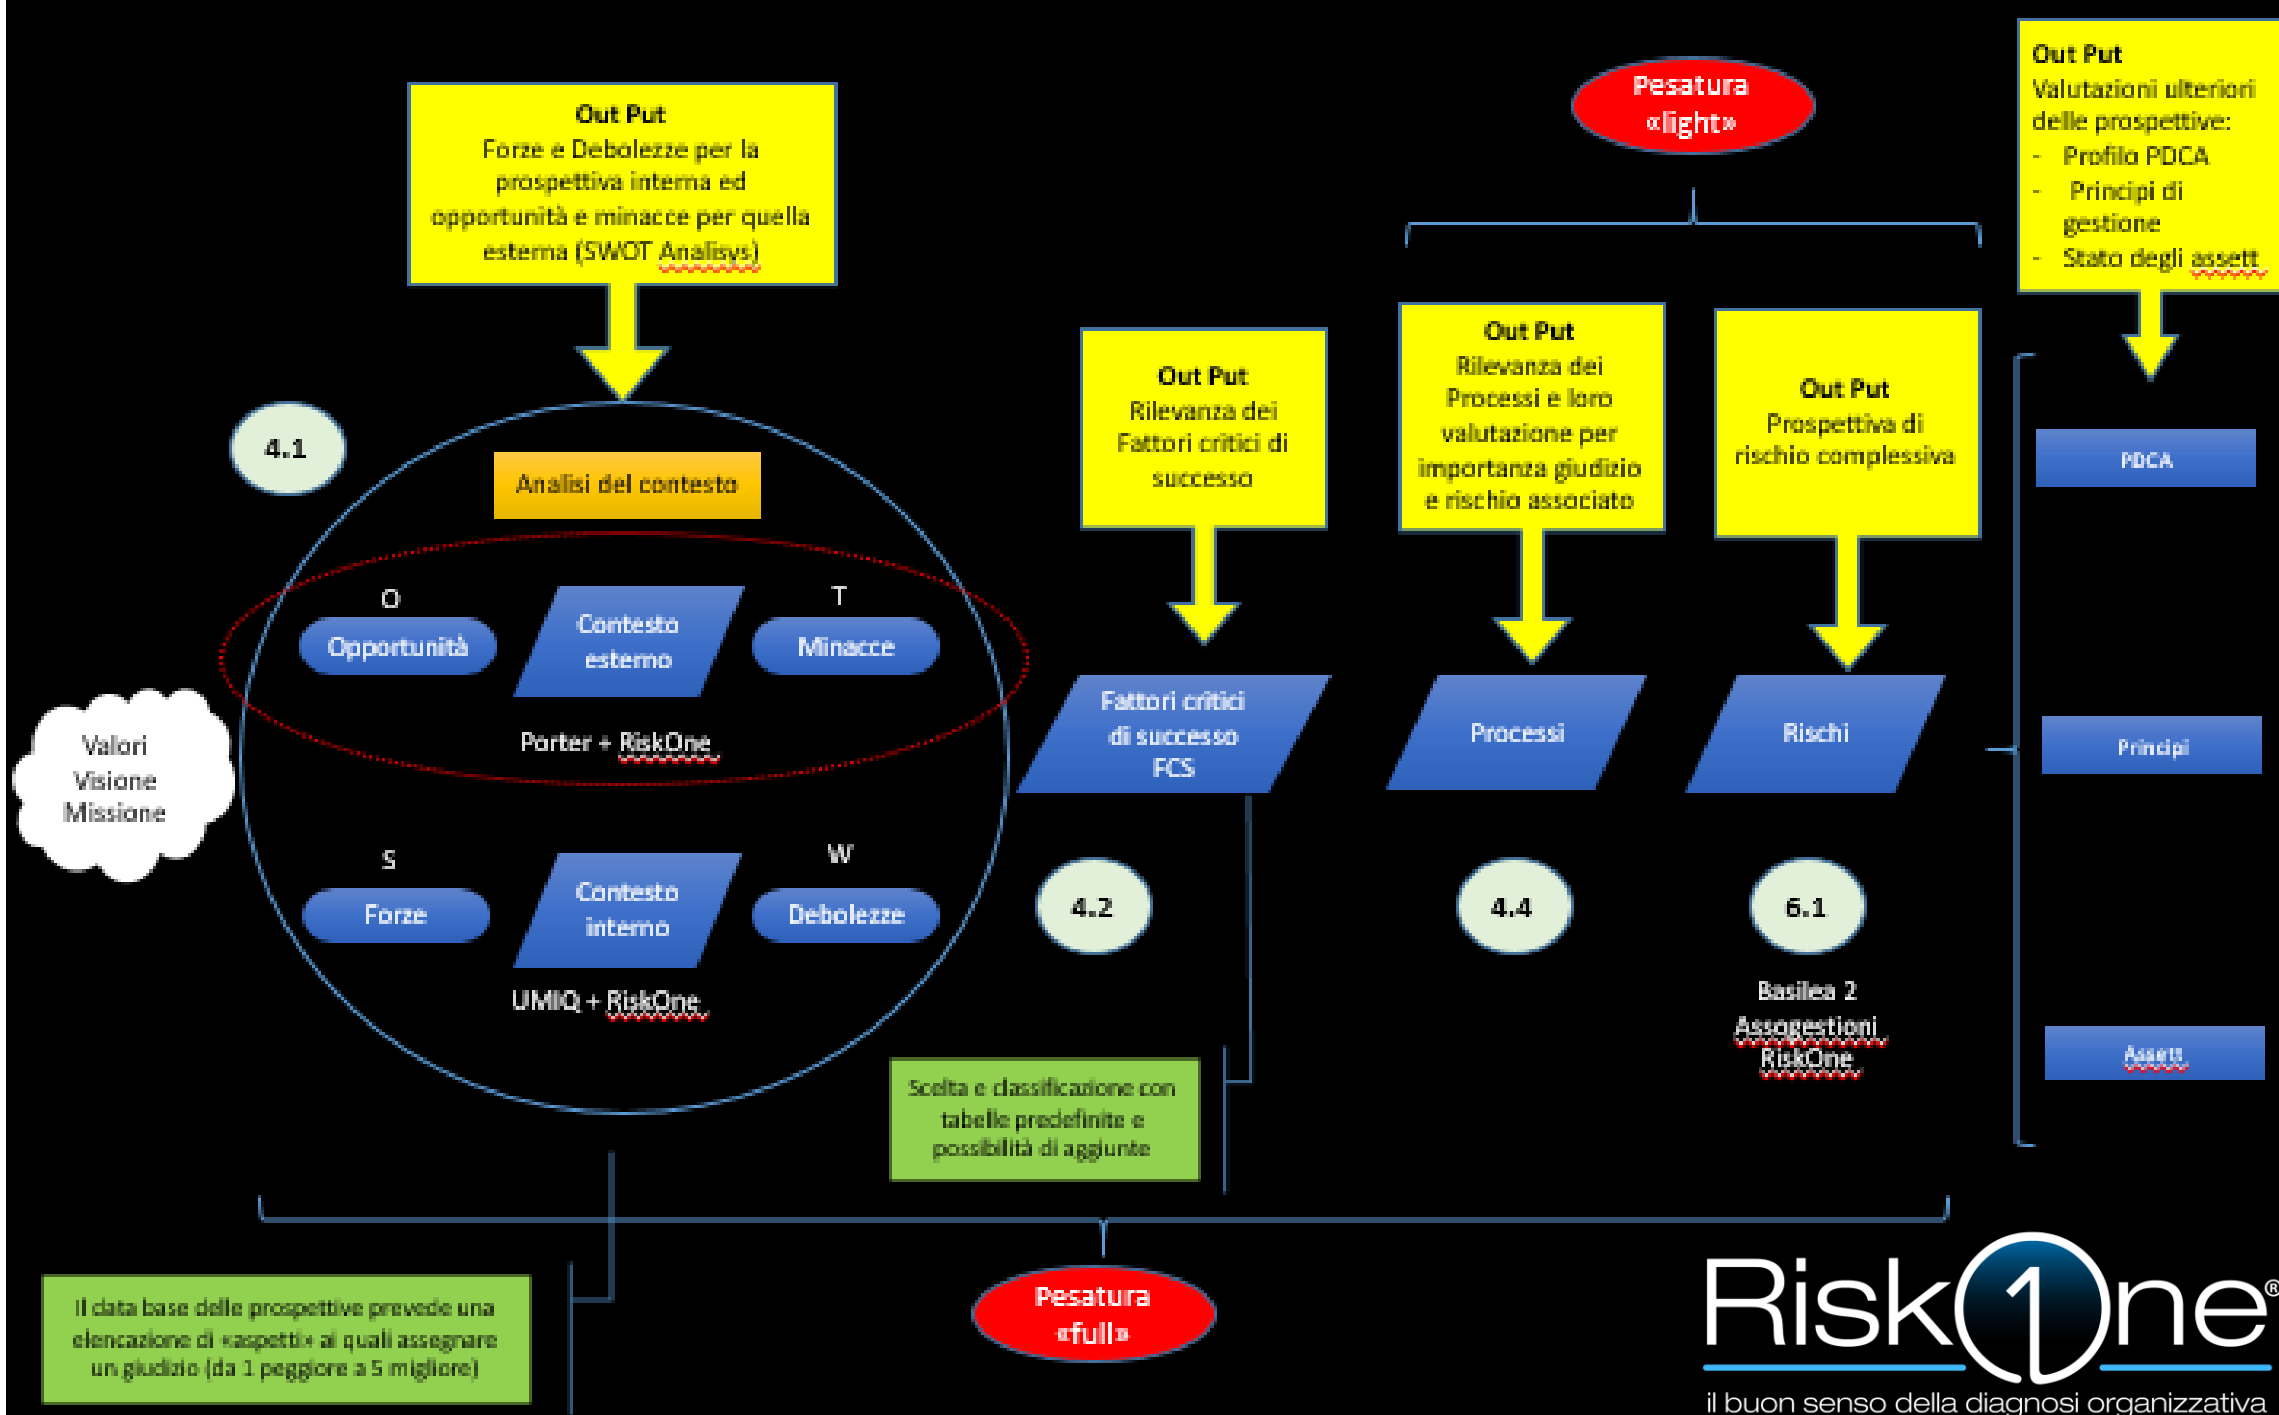 Out Put
Forze e Debolezze per la
prospettiva interna ed
opportunità e minacce per quella
esterna (SWOT Analisys)
Pesatura
«light»
Out Put
Valutazioni ulteriori
delle prospettive:
- Profilo PDCA
- Principi di
gestione
- Stato degli assett
Out Put
Rilevanza dei
Fattori critici di
successo
Out Put
Rilevanza dei
Processi e loro
valutazione per
importanza giudizio
e rischio associato
Out Put
Prospettiva di
rischio complessiva
4.1
Analisi del contesto
O
Opportunità
Contesto
esterno
T
Minacce
Porter + RiskOne
Valori
Visione
Missione
S
Forze
Contesto
interno
W
Debolezze
UMIQ + RiskOne
Fattori critici
di successo
FCS
Processi
Rischi
PDCA
Principi
Assett
4.2
4.4
6.1
Basilea 2
Assogestioni
RiskOne
Scelta e classificazione con
tabelle predefinite e
possibilità di aggiunte
Il data base delle prospettive prevede una
elencazione di «aspetti» ai quali assegnare
un giudizio (da 1 peggiore a 5 migliore)
Pesatura
«full»
Risk1One®
il buon senso della diagnosi organizzativa